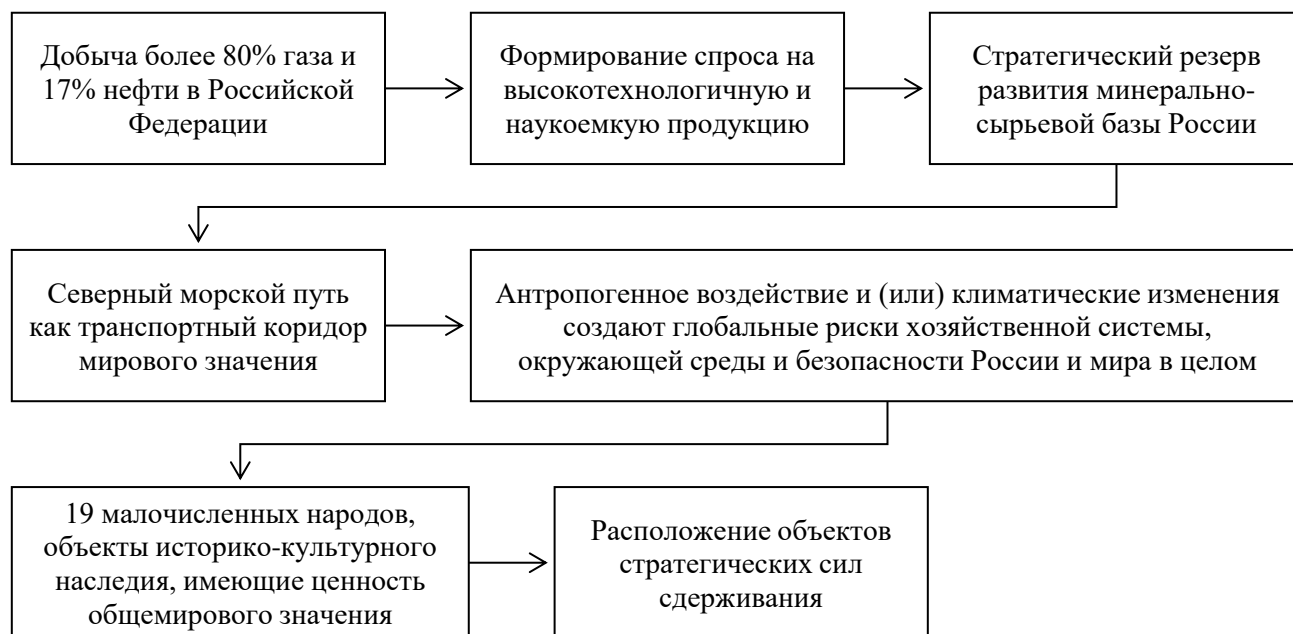 Добыча более 80% газа и
17% нефти в Российской
Федерации
Формирование спроса на
высокотехнологичную и
наукоемкую продукцию
Стратегический резерв
развития минерально-
сырьевой базы России
Северный морской путь
как транспортный коридор
мирового значения
Антропогенное воздействие и (или) климатические изменения
создают глобальные риски хозяйственной системы,
окружающей среды и безопасности России и мира в целом
19 малочисленных народов,
объекты историко-культурного
наследия, имеющие ценность
общемирового значения
Расположение объектов
стратегических сил
сдерживания